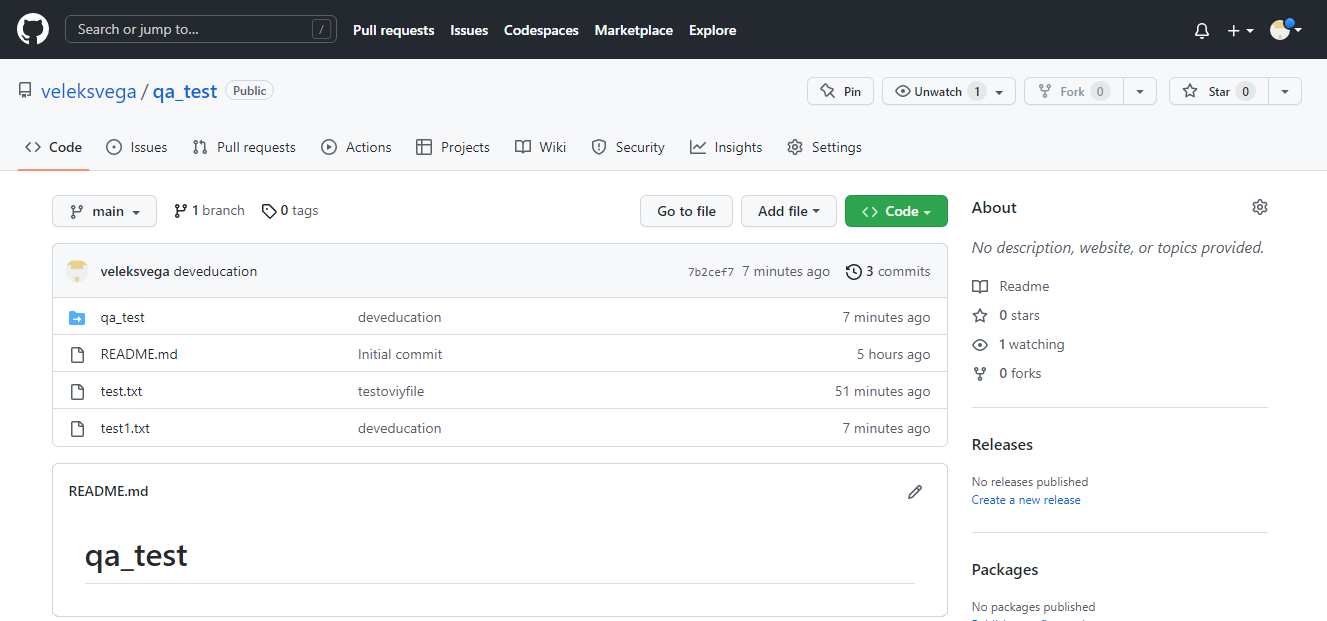 Search or jump to... /
Pull requests Issues Codespaces Marketplace Explore
veleksvega / qa_test Public
Pin Unwatch 1 Fork 0 Star 0
Code Issues Pull requests Actions Projects Wiki Security Insights Settings
main 1 branch 0 tags Go to file Add file Code
veleksvega deveducation 7b2cef7 7 minutes ago 3 commits
qa_test deveducation 7 minutes ago
README.md Initial commit 5 hours ago
test.txt testoviyfile 51 minutes ago
test1.txt deveducation 7 minutes ago
README.md
qa_test
About
No description, website, or topics provided.
Readme
0 stars
1 watching
0 forks
Releases
No releases published
Create a new release
Packages
No packages published